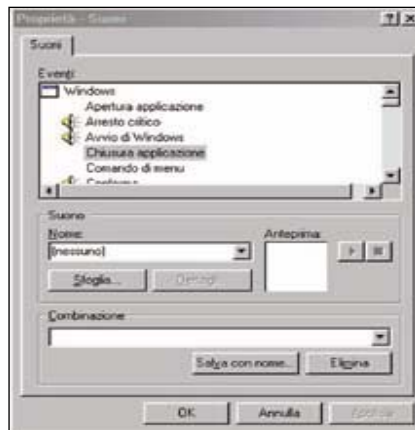 Proprietà - Suoni
Suoni
Eventi:
Windows
Apertura applicazione
Arresto critico
Avvio di Windows
Chiusura applicazione
Comando di menu
Conferma
Suono
Nome:
Anteprima:
(nessuno)
Sfoglia...
Dettagli
Combinazione
Salva con nome...
Elimina
OK
Annulla
Applica